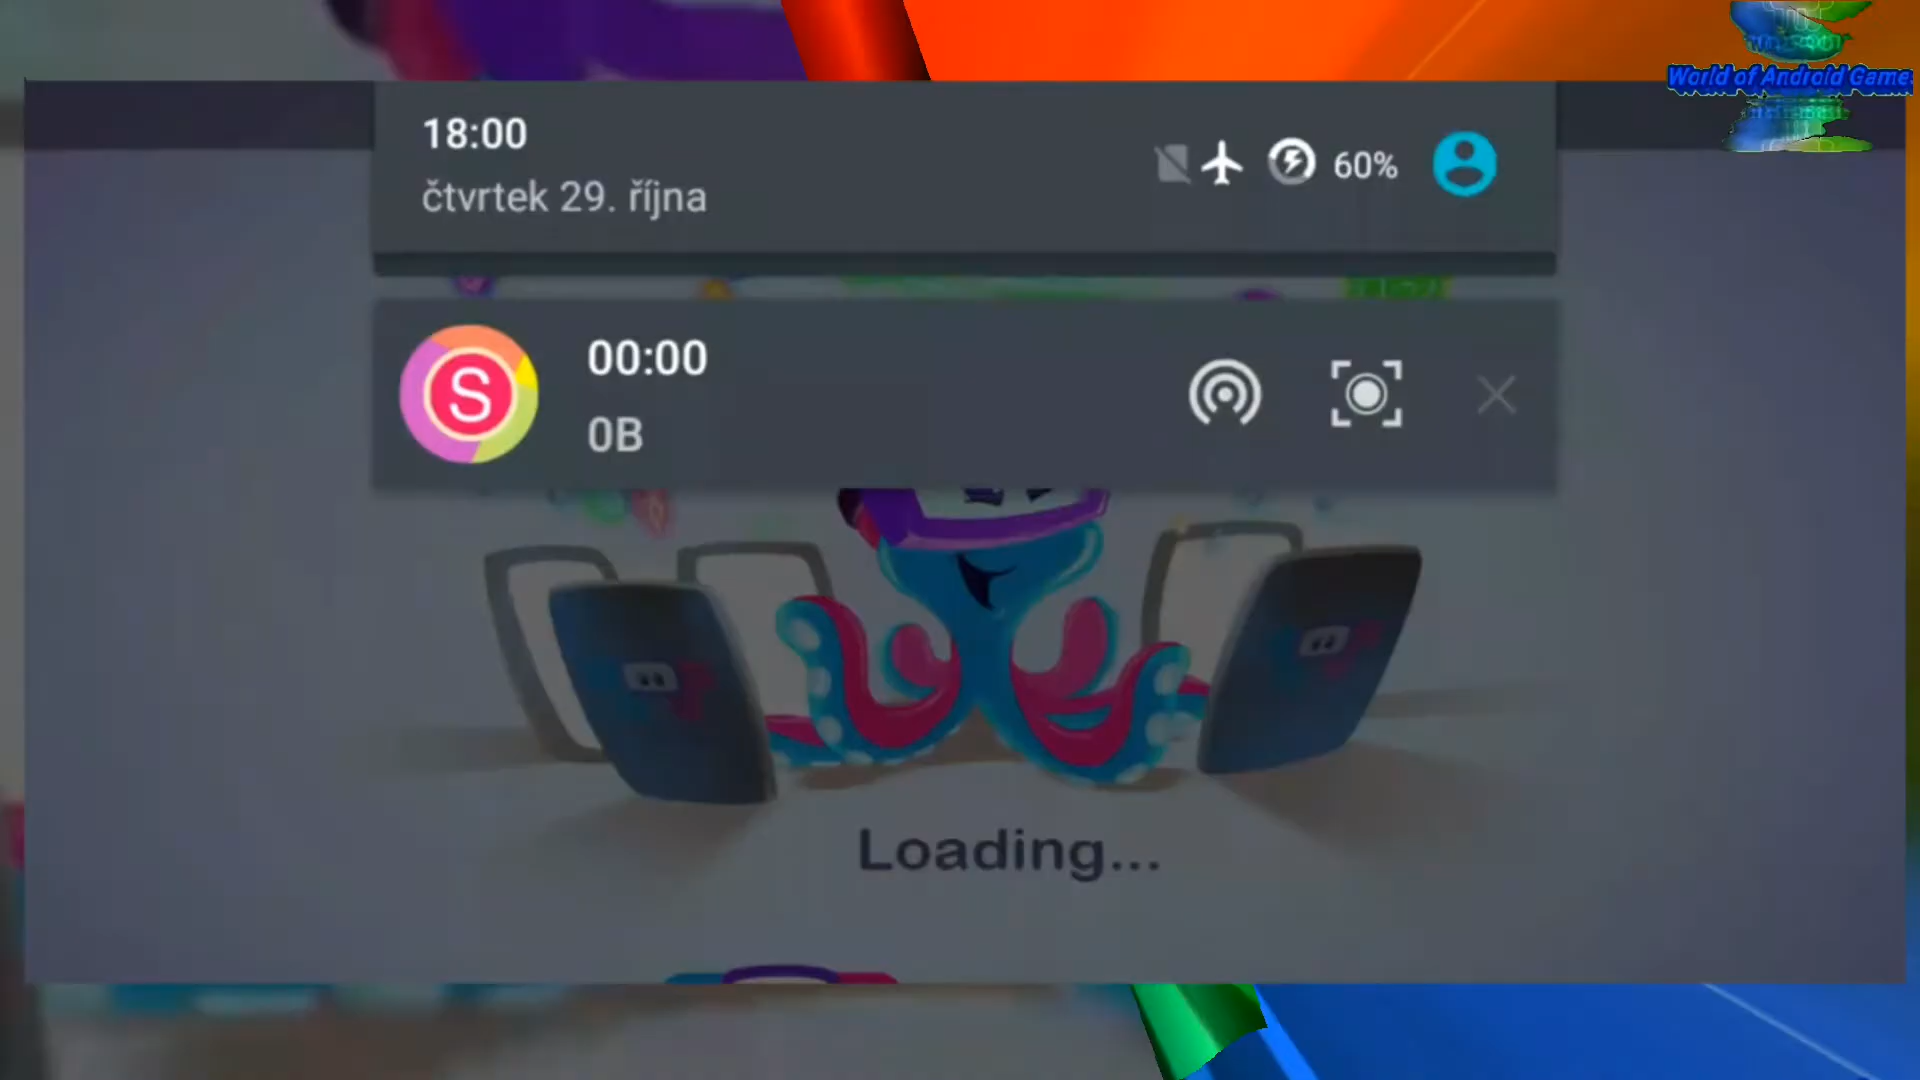 World of Android Game
18:00
čtvrtek 29. října
60%
S
00:00
0B
Loading...